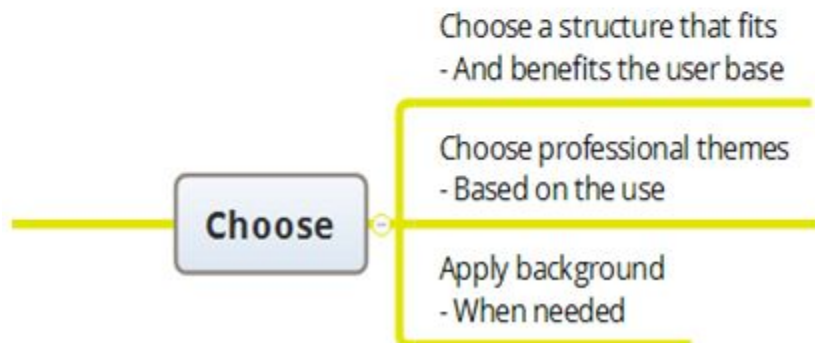 Choose a structure that fits
- And benefits the user base
Choose
Choose professional themes
- Based on the use
Apply background
- When needed